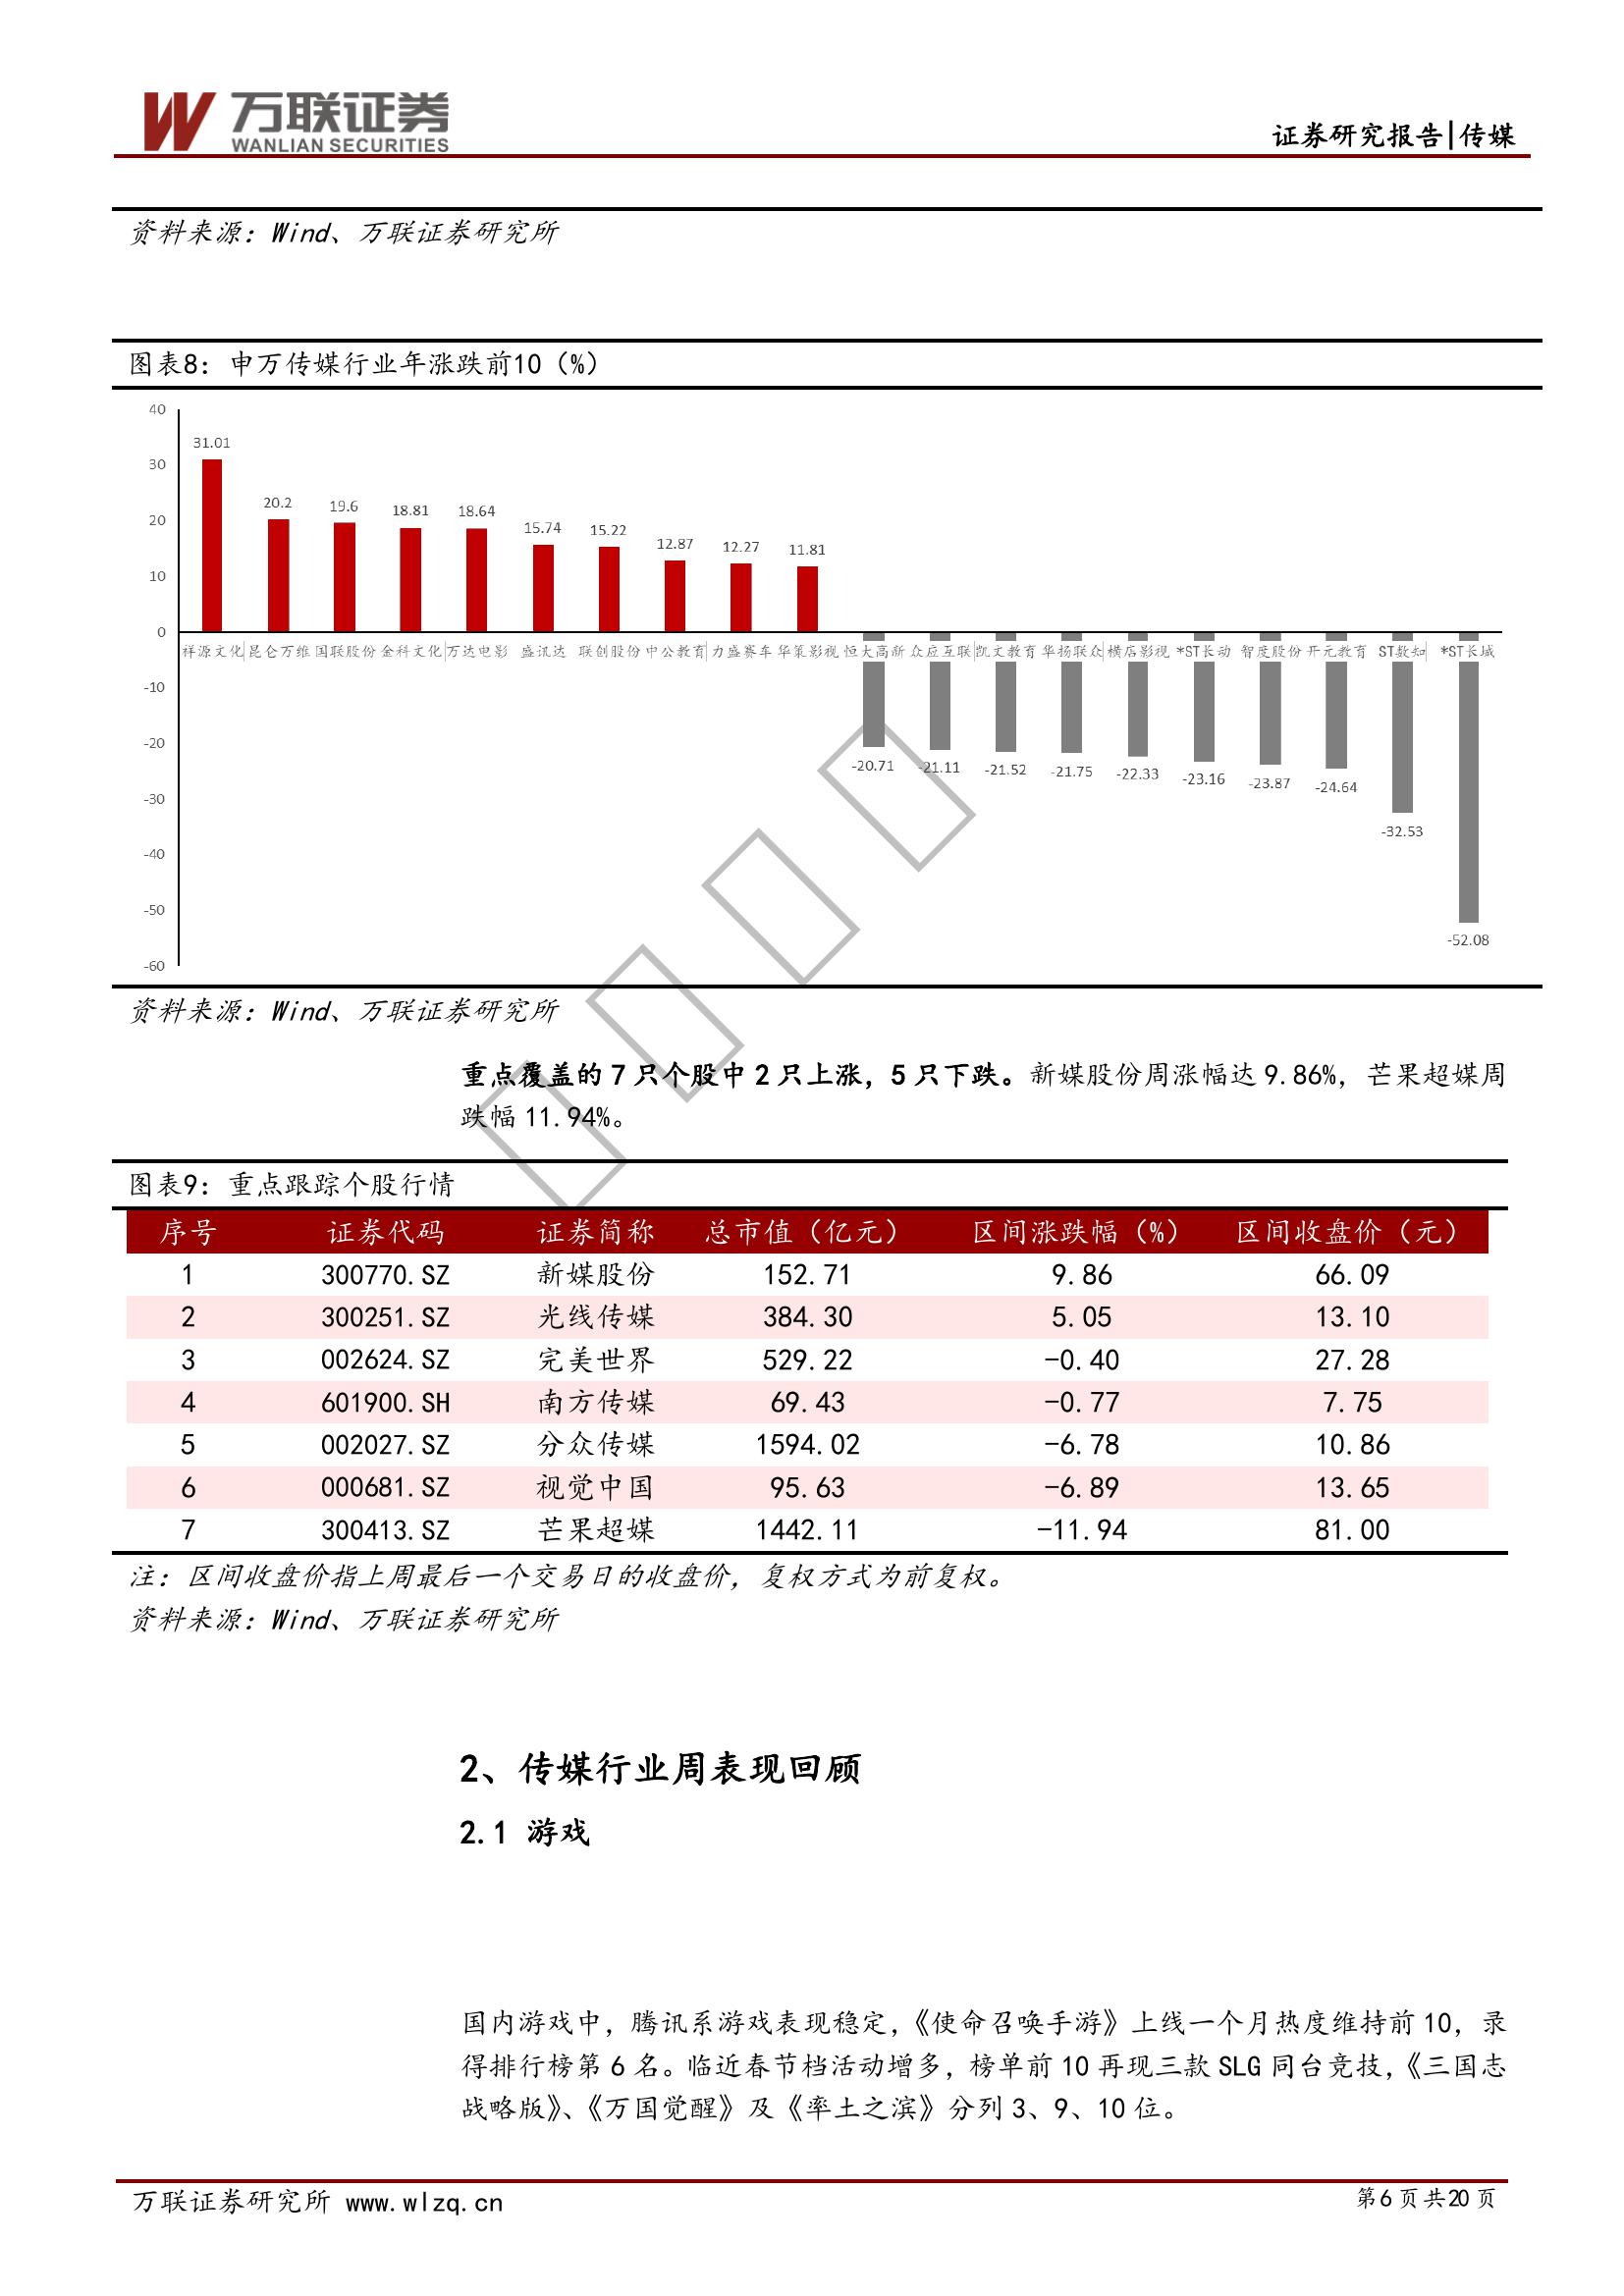 万联证券
WANLIAN SECURITIES
证券研究报告|传媒
资料来源：Wind、万联证券研究所
图表8：申万传媒行业年涨跌前10（%）
40
30
20
10
0
-10
-20
-30
-40
-50
-60
31.01 20.2 19.6 18.81 18.64 15.74 15.22 12.87 12.27 11.81
祥源文化 昆仑万维 国联股份 金科文化 万达电影 盛讯达 联创股份 中公教育 力盛赛车 华策影视 恒大高新 众应互联 凯文教育 华扬联众 横店影视 *ST长动 智度股份 开元教育 ST数知 *ST长城
-20.71 -21.11 -21.52 -21.75 -22.33 -23.16 -23.87 -24.64 -32.53 -52.08
资料来源：Wind、万联证券研究所
重点覆盖的 7 只个股中 2 只上涨，5 只下跌。新媒股份周涨幅达 9.86%，芒果超媒周
跌幅 11.94%。
图表9：重点跟踪个股行情
序号 证券代码 证券简称 总市值（亿元） 区间涨跌幅（%） 区间收盘价（元）
1 300770.SZ 新媒股份 152.71 9.86 66.09
2 300251.SZ 光线传媒 384.30 5.05 13.10
3 002624.SZ 完美世界 529.22 -0.40 27.28
4 601900.SH 南方传媒 69.43 -0.77 7.75
5 002027.SZ 分众传媒 1594.02 -6.78 10.86
6 000681.SZ 视觉中国 95.63 -6.89 13.65
7 300413.SZ 芒果超媒 1442.11 -11.94 81.00
注：区间收盘价指上周最后一个交易日的收盘价，复权方式为前复权。
资料来源：Wind、万联证券研究所
2、传媒行业周表现回顾
2.1 游戏
国内游戏中，腾讯系游戏表现稳定，《使命召唤手游》上线一个月热度维持前 10，录
得排行榜第 6 名。临近春节档活动增多，榜单前 10 再现三款 SLG 同台竞技，《三国志
战略版》、《万国觉醒》及《率土之滨》分列 3、9、10 位。
万联证券研究所 www.wlzq.cn
第 6 页 共 20 页